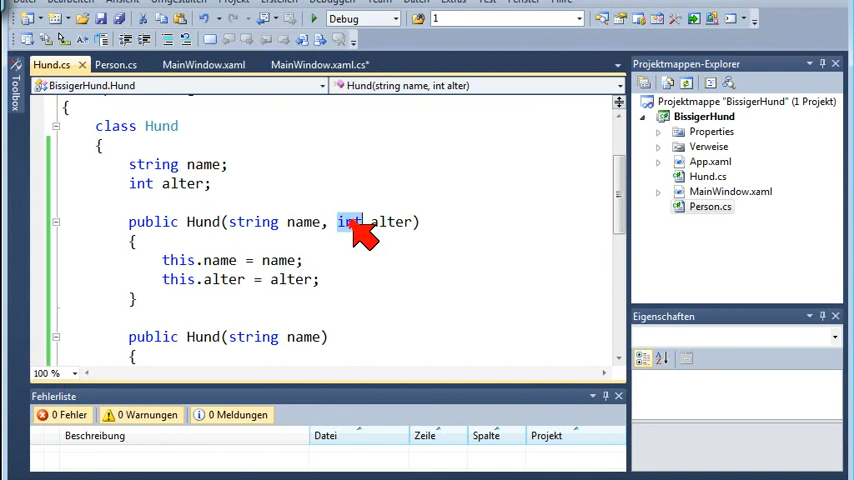 Debug
1
Hund.cs
Person.cs
MainWindow.xaml
MainWindow.xaml.cs*
BissigerHund.Hund
Hund(string name, int alter)
Toolbox
{
class Hund
{
string name;
int alter;
public Hund(string name, int alter)
{
this.name = name;
this.alter = alter;
}
public Hund(string name)
{
100 %
Projektmappen-Explorer
Projektmappe "BissigerHund" (1 Projekt)
BissigerHund
Properties
Verweise
App.xaml
Hund.cs
MainWindow.xaml
Person.cs
Eigenschaften
Fehlerliste
0 Fehler
0 Warnungen
0 Meldungen
Beschreibung
Datei
Zeile
Spalte
Projekt